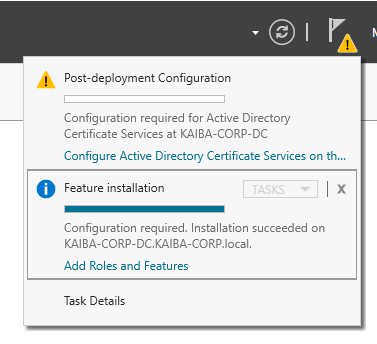 Post-deployment Configuration
Configuration required for Active Directory
Certificate Services at KAIBA-CORP-DC
Configure Active Directory Certificate Services on th...
Feature installation
TASKS
X
Configuration required. Installation succeeded on
KAIBA-CORP-DC.KAIBA-CORP.local.
Add Roles and Features
Task Details